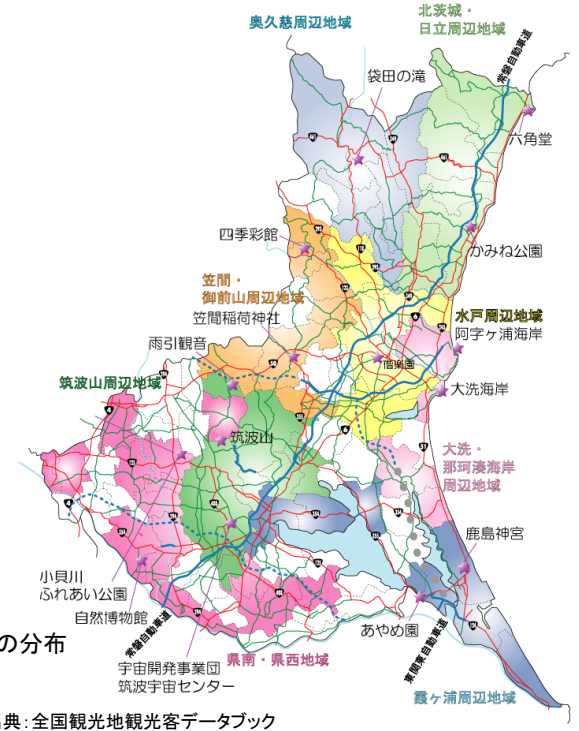 奥久慈周辺地域
北茨城・
日立周辺地域
常磐自動車道
袋田の滝
六角堂
四季彩館
かみね公園
笠間・
御前山周辺地域
笠間稲荷神社
水戸周辺地域
阿字ヶ浦海岸
雨引観音
偕楽園
筑波山周辺地域
大洗海岸
筑波山
大洗・
那珂湊海岸
周辺地域
鹿島神宮
小貝川
ふれあい公園
自然博物館
常磐自動車道
あやめ園
東関東自動車道
の分布
宇宙開発事業団
筑波宇宙センター
県南・県西地域
霞ヶ浦周辺地域
典：全国観光地観光客データブック